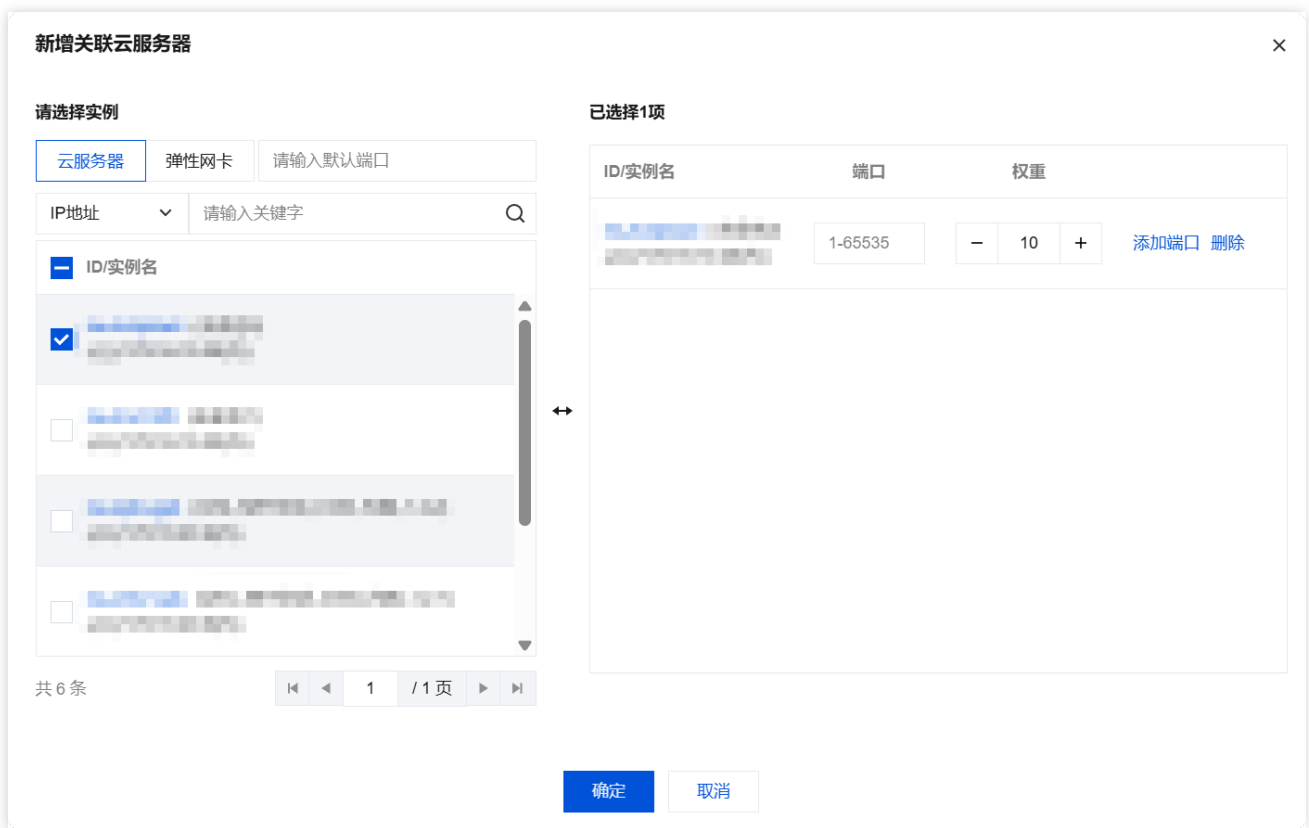 新增关联云服务器
请选择实例
云服务器 弹性网卡 请输入默认端口
IP地址 请输入关键字
ID/实例名
共 6 条 1 / 1 页
已选择1项
ID/实例名 端口 权重
1-65535 10 添加端口 删除
确定 取消